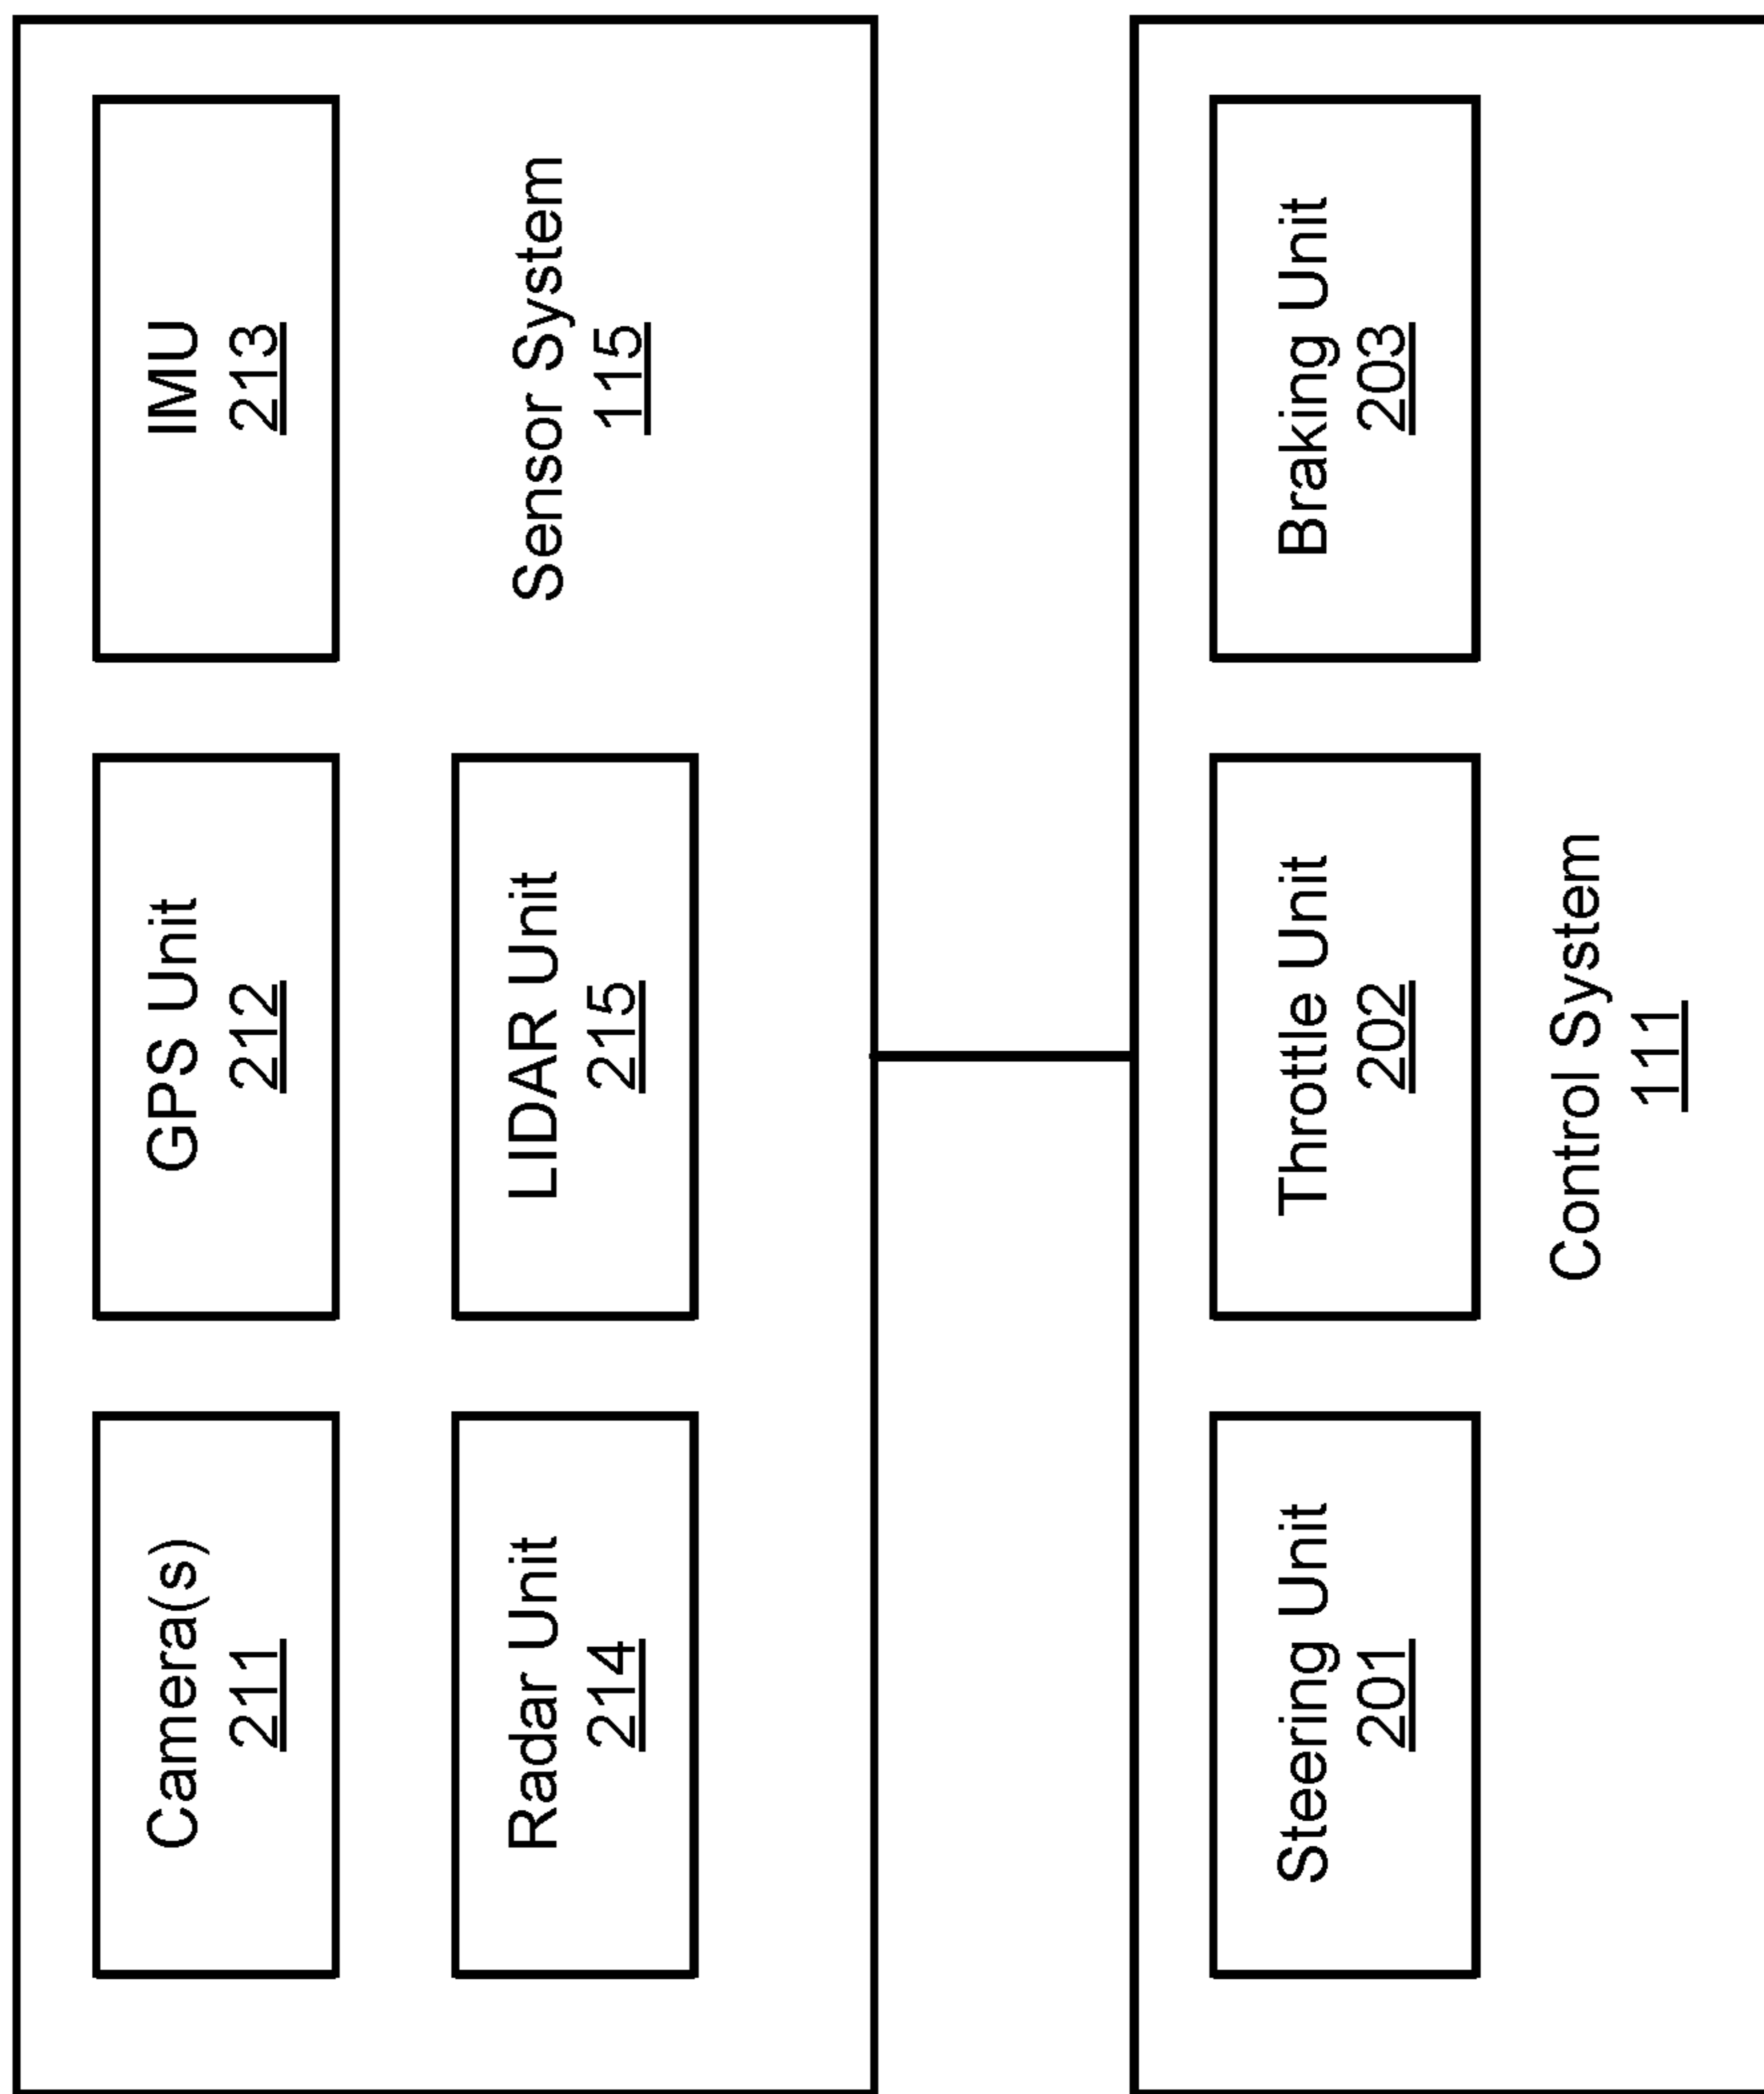 Camera(s)
211
GPS Unit
212
IMU
213
Radar Unit
214
LIDAR Unit
215
Sensor System
115
Steering Unit
201
Throttle Unit
202
Braking Unit
203
Control System
111